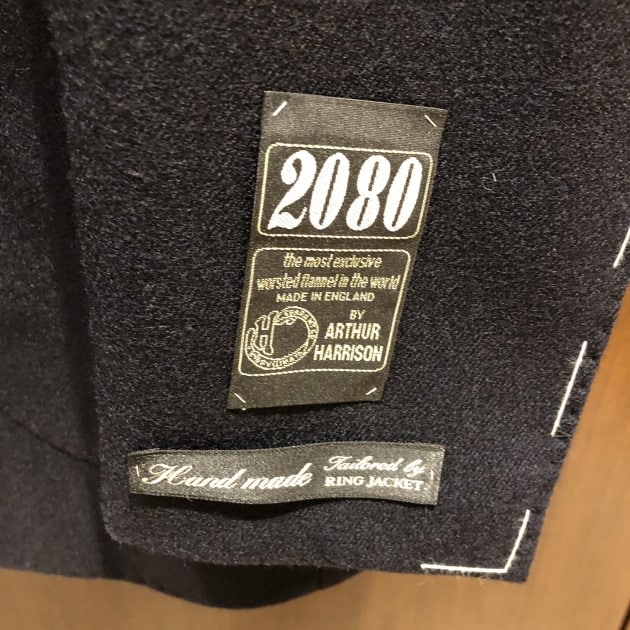 2080
the most exclusive
worsted flannel in the world
MADE IN ENGLAND
BY
ARTHUR
HARRISON
H
Hand made
Tailored by
RING JACKET